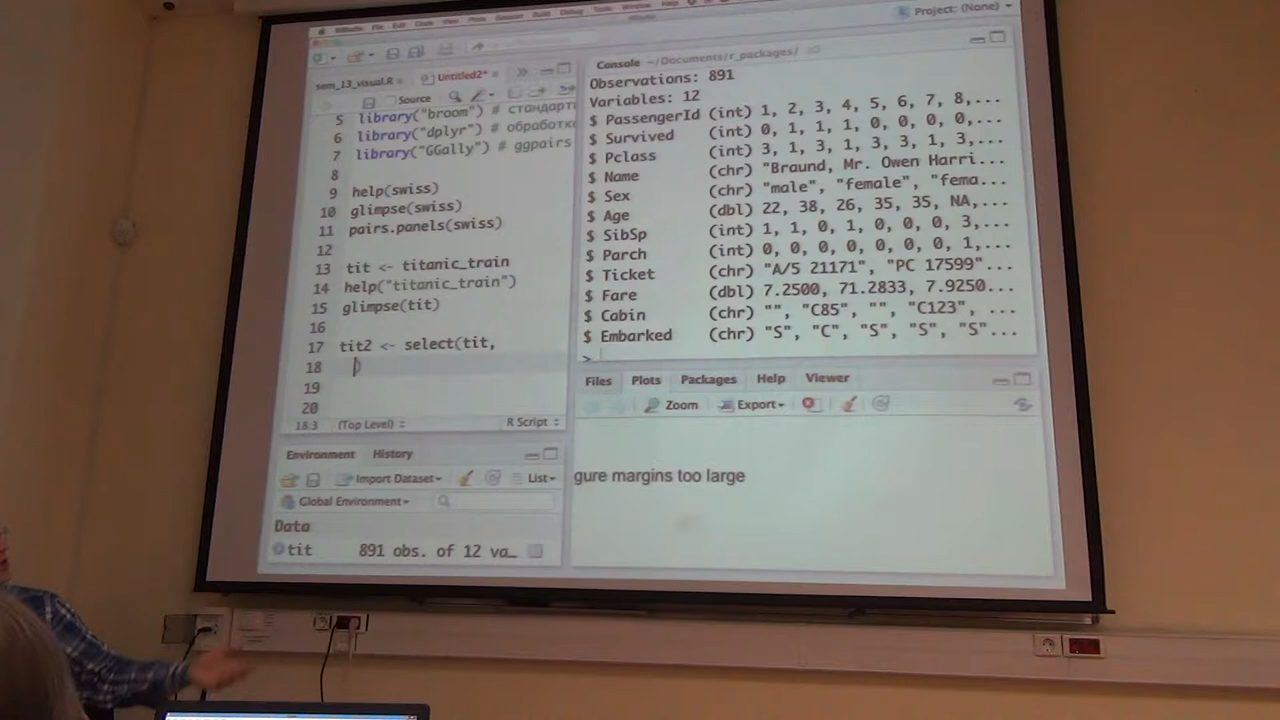 Project: (None)
sem_13_visual.R
Untitled2*
Source
5 library("broom") # стандарти
6 library("dplyr") # обработк
7 library("GGally") # ggpairs
8
9 help(swiss)
10 glimpse(swiss)
11 pairs.panels(swiss)
12
13 tit <- titanic_train
14 help("titanic_train")
15 glimpse(tit)
16
17 tit2 <- select(tit,
18 )
19
20
18:3 (Top Level) R Script
Environment History
Import Dataset List
Global Environment
Data
tit 891 obs. of 12 va…
Console ~/Documents/r_packages/
Observations: 891
Variables: 12
$ PassengerId (int) 1, 2, 3, 4, 5, 6, 7, 8,...
$ Survived (int) 0, 1, 1, 1, 0, 0, 0, 0,...
$ Pclass (int) 3, 1, 3, 1, 3, 3, 1, 3,...
$ Name (chr) "Braund, Mr. Owen Harri...
$ Sex (chr) "male", "female", "fema...
$ Age (dbl) 22, 38, 26, 35, 35, NA,...
$ SibSp (int) 1, 1, 0, 1, 0, 0, 0, 3,...
$ Parch (int) 0, 0, 0, 0, 0, 0, 0, 1,...
$ Ticket (chr) "A/5 21171", "PC 17599"...
$ Fare (dbl) 7.2500, 71.2833, 7.9250...
$ Cabin (chr) "", "C85", "", "C123", ...
$ Embarked (chr) "S", "C", "S", "S", "S"...
>
Files Plots Packages Help Viewer
Zoom Export
gure margins too large